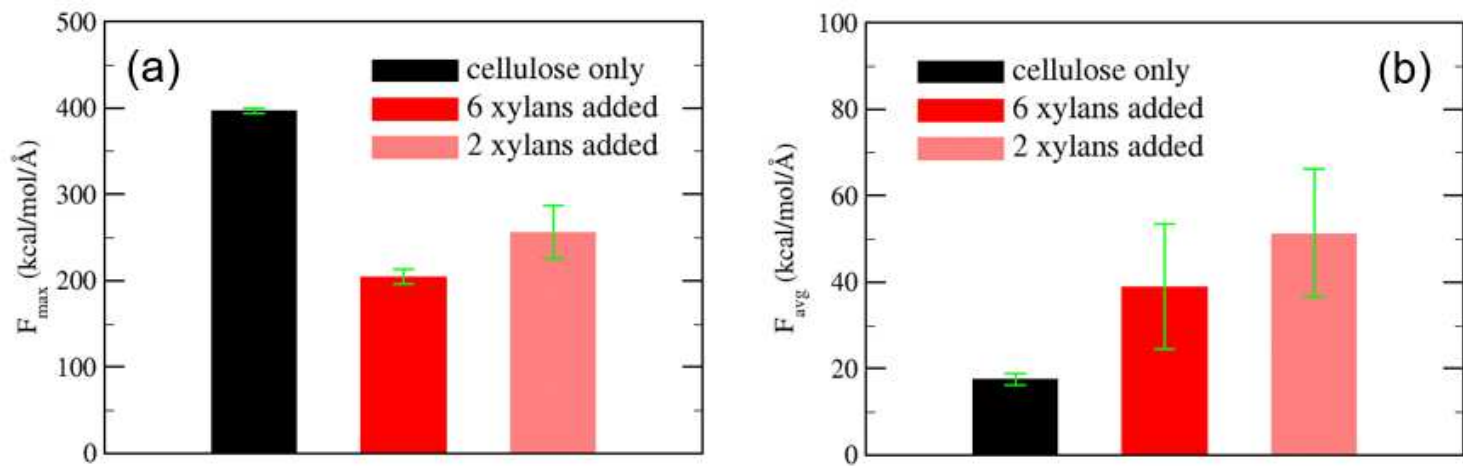 (a)
cellulose only
6 xylans added
2 xylans added
500
400
300
200
100
0
F_max (kcal/mol/Å)
(b)
cellulose only
6 xylans added
2 xylans added
100
80
60
40
20
0
F_avg (kcal/mol/Å)